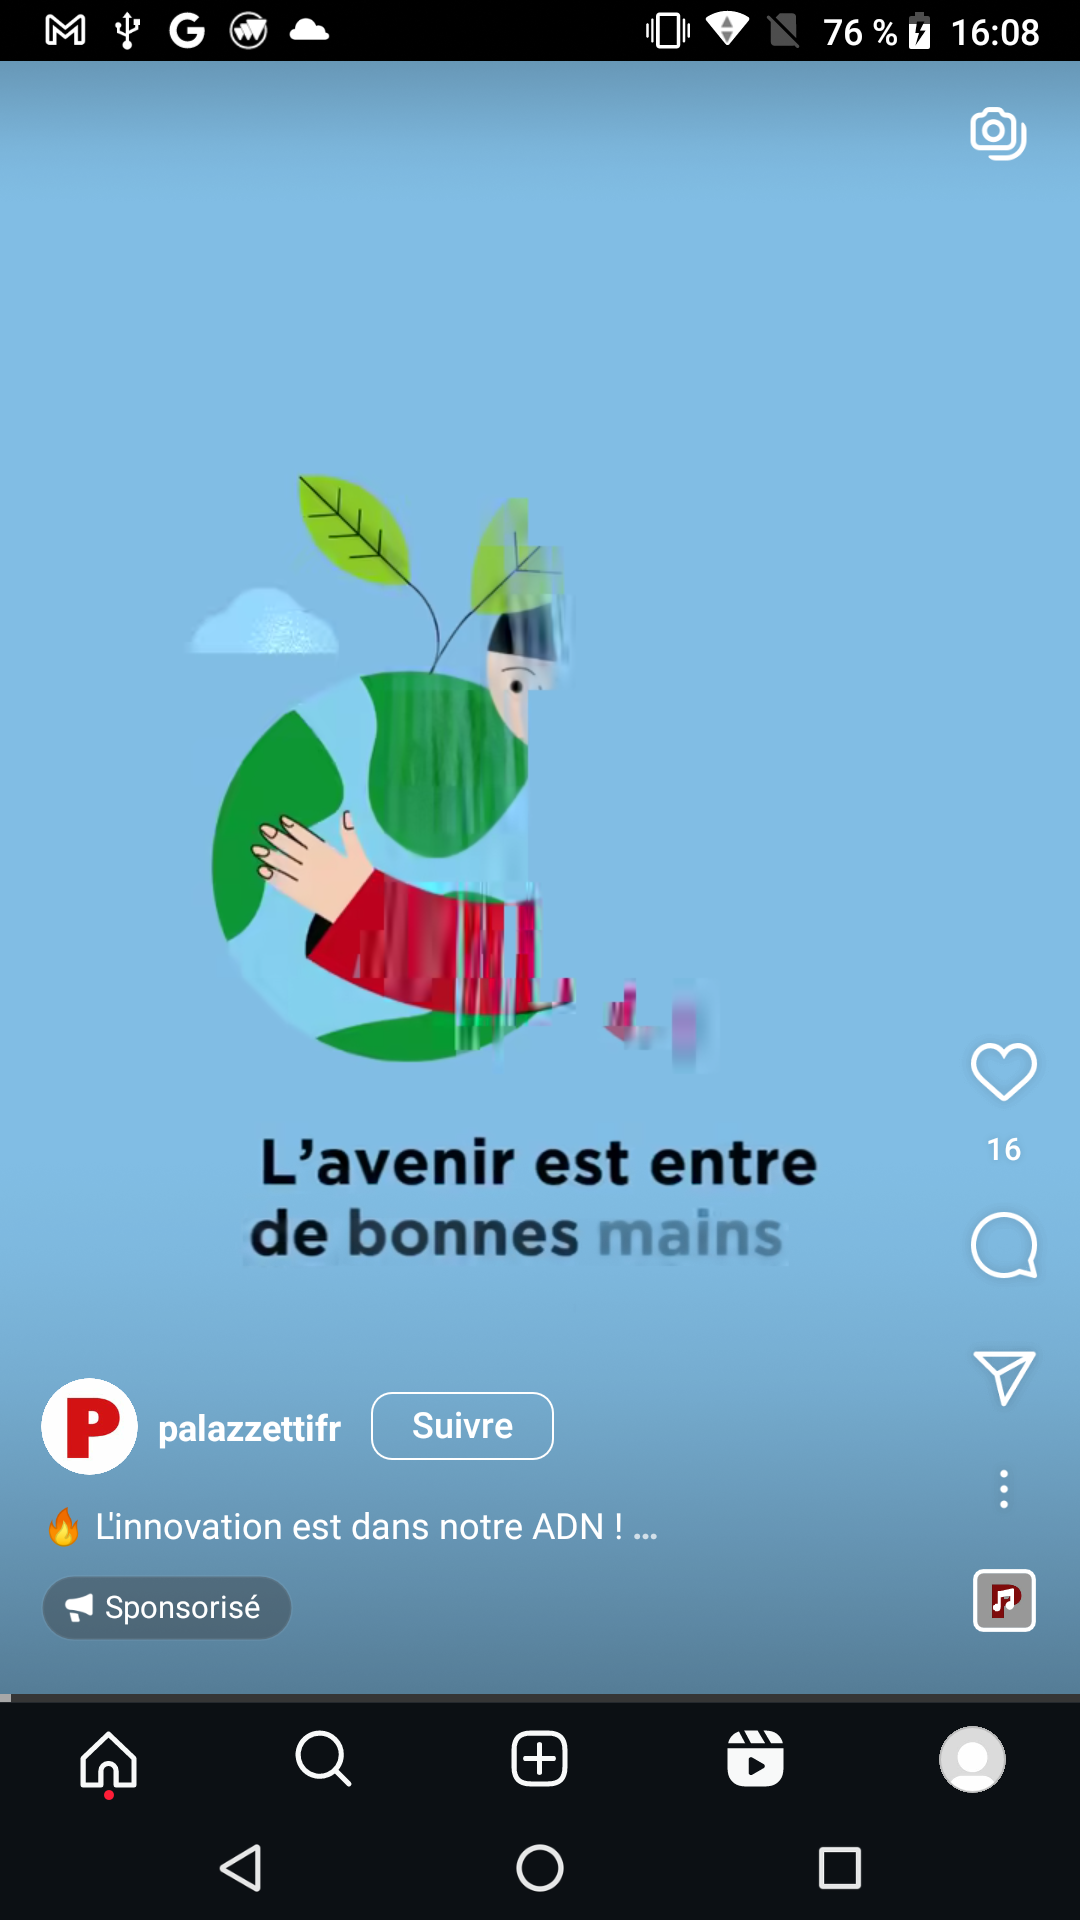 76 % 16:08
L’avenir est entre
de bonnes mains
16
P palazzettifr Suivre
🔥 L'innovation est dans notre ADN ! ...
Sponsorisé